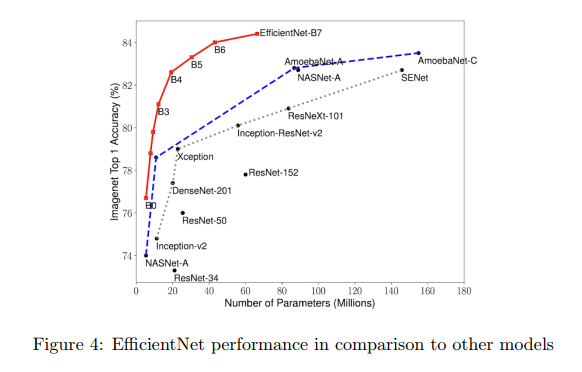 84
82
80
78
76
74
Imagenet Top 1 Accuracy (%)
EfficientNet-B7
B6
B5
B4
B3
B0
AmoebaNet-A
AmoebaNet-C
NASNet-A
SENet
ResNeXt-101
Inception-ResNet-v2
Xception
ResNet-152
DenseNet-201
ResNet-50
Inception-v2
NASNet-A
ResNet-34
0 20 40 60 80 100 120 140 160 180
Number of Parameters (Millions)
Figure 4: EfficientNet performance in comparison to other models